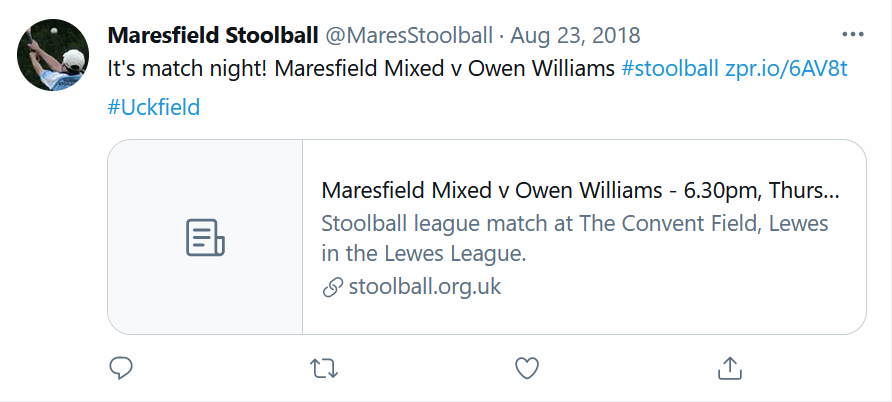 Maresfield Stoolball @MaresStoolball · Aug 23, 2018
It's match night! Maresfield Mixed v Owen Williams #stoolball zpr.io/6AV8t
#Uckfield
Maresfield Mixed v Owen Williams - 6.30pm, Thurs...
Stoolball league match at The Convent Field, Lewes
in the Lewes League.
stoolball.org.uk